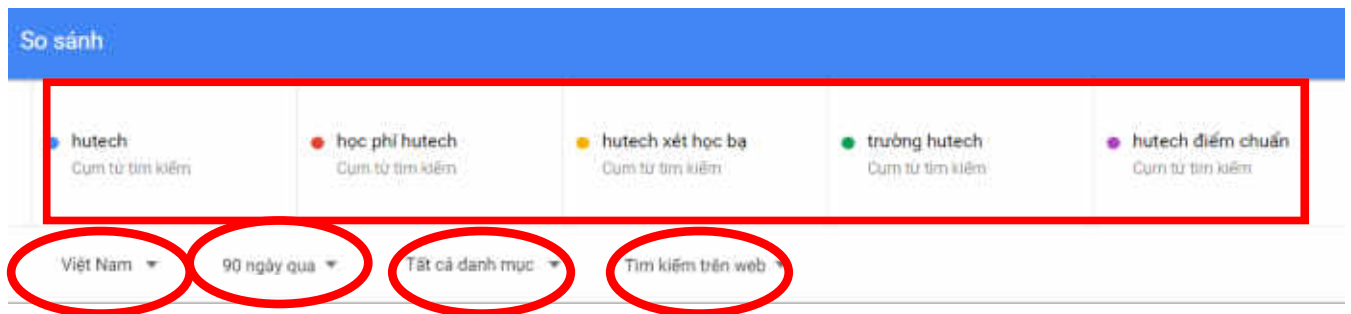 So sánh
hutech
Cụm từ tìm kiếm
học phí hutech
Cụm từ tìm kiếm
hutech xét học bạ
Cụm từ tìm kiếm
trường hutech
Cụm từ tìm kiếm
hutech điểm chuẩn
Cụm từ tìm kiếm
Việt Nam
90 ngày qua
Tất cả danh mục
Tìm kiếm trên web